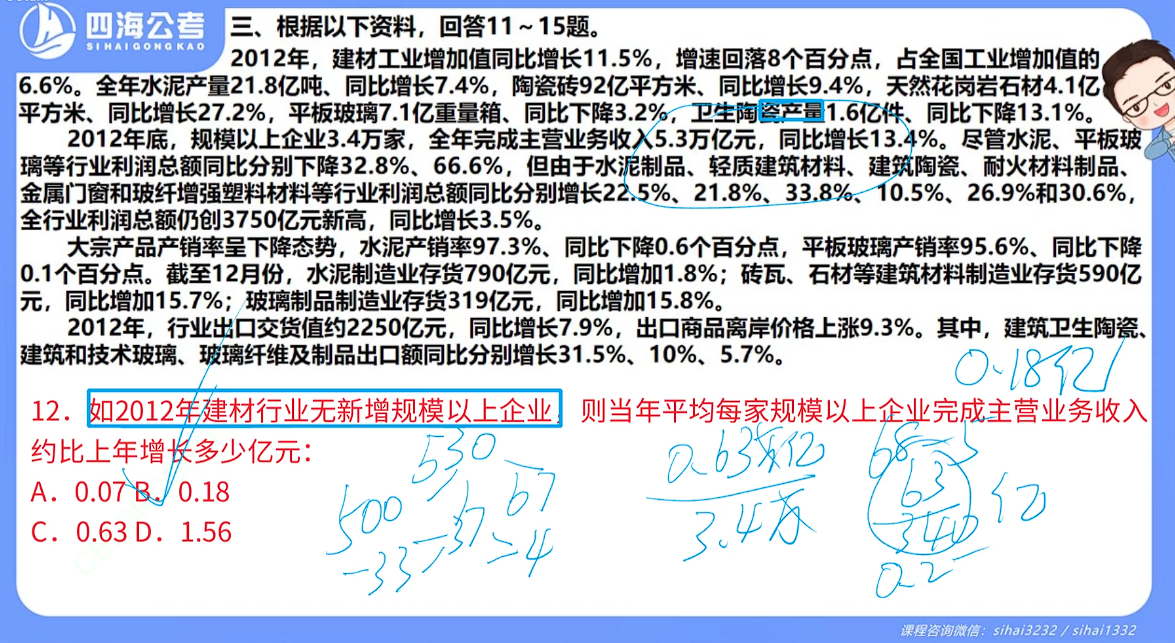 四海公考
SIHAIGONGKAO
三、根据以下资料，回答11～15题。
2012年，建材工业增加值同比增长11.5%，增速回落8个百分点，占全国工业增加值的
6.6%。全年水泥产量21.8亿吨、同比增长7.4%，陶瓷砖92亿平方米、同比增长9.4%，天然花岗岩石材4.1亿
平方米、同比增长27.2%，平板玻璃7.1亿重量箱、同比下降3.2%，卫生陶瓷产量1.6亿件、同比下降13.1%。
2012年底，规模以上企业3.4万家，全年完成主营业务收入5.3万亿元，同比增长13.4%。尽管水泥、平板玻
璃等行业利润总额同比分别下降32.8%、66.6%，但由于水泥制品、轻质建筑材料、建筑陶瓷、耐火材料制品、
金属门窗和玻纤增强塑料材料等行业利润总额同比分别增长22.5%、21.8%、33.8%、10.5%、26.9%和30.6%，
全行业利润总额仍创3750亿元新高，同比增长3.5%。
大宗产品产销率呈下降态势，水泥产销率97.3%、同比下降0.6个百分点，平板玻璃产销率95.6%、同比下降
0.1个百分点。截至12月份，水泥制造业存货790亿元，同比增加1.8%；砖瓦、石材等建筑材料制造业存货590亿
元，同比增加15.7%；玻璃制品制造业存货319亿元，同比增加15.8%。
2012年，行业出口交货值约2250亿元，同比增长7.9%，出口商品离岸价格上涨9.3%。其中，建筑卫生陶瓷、
建筑和技术玻璃、玻璃纤维及制品出口额同比分别增长31.5%、10%、5.7%。
0.18亿
12．如2012年建材行业无新增规模以上企业，则当年平均每家规模以上企业完成主营业务收入
约比上年增长多少亿元：
A．0.07 B．0.18
C．0.63 D．1.56
530
500 37 67
-33 -4
0.63万亿
3.4万
63
340
亿
0.2
课程咨询微信：sihai3232 / sihai1332